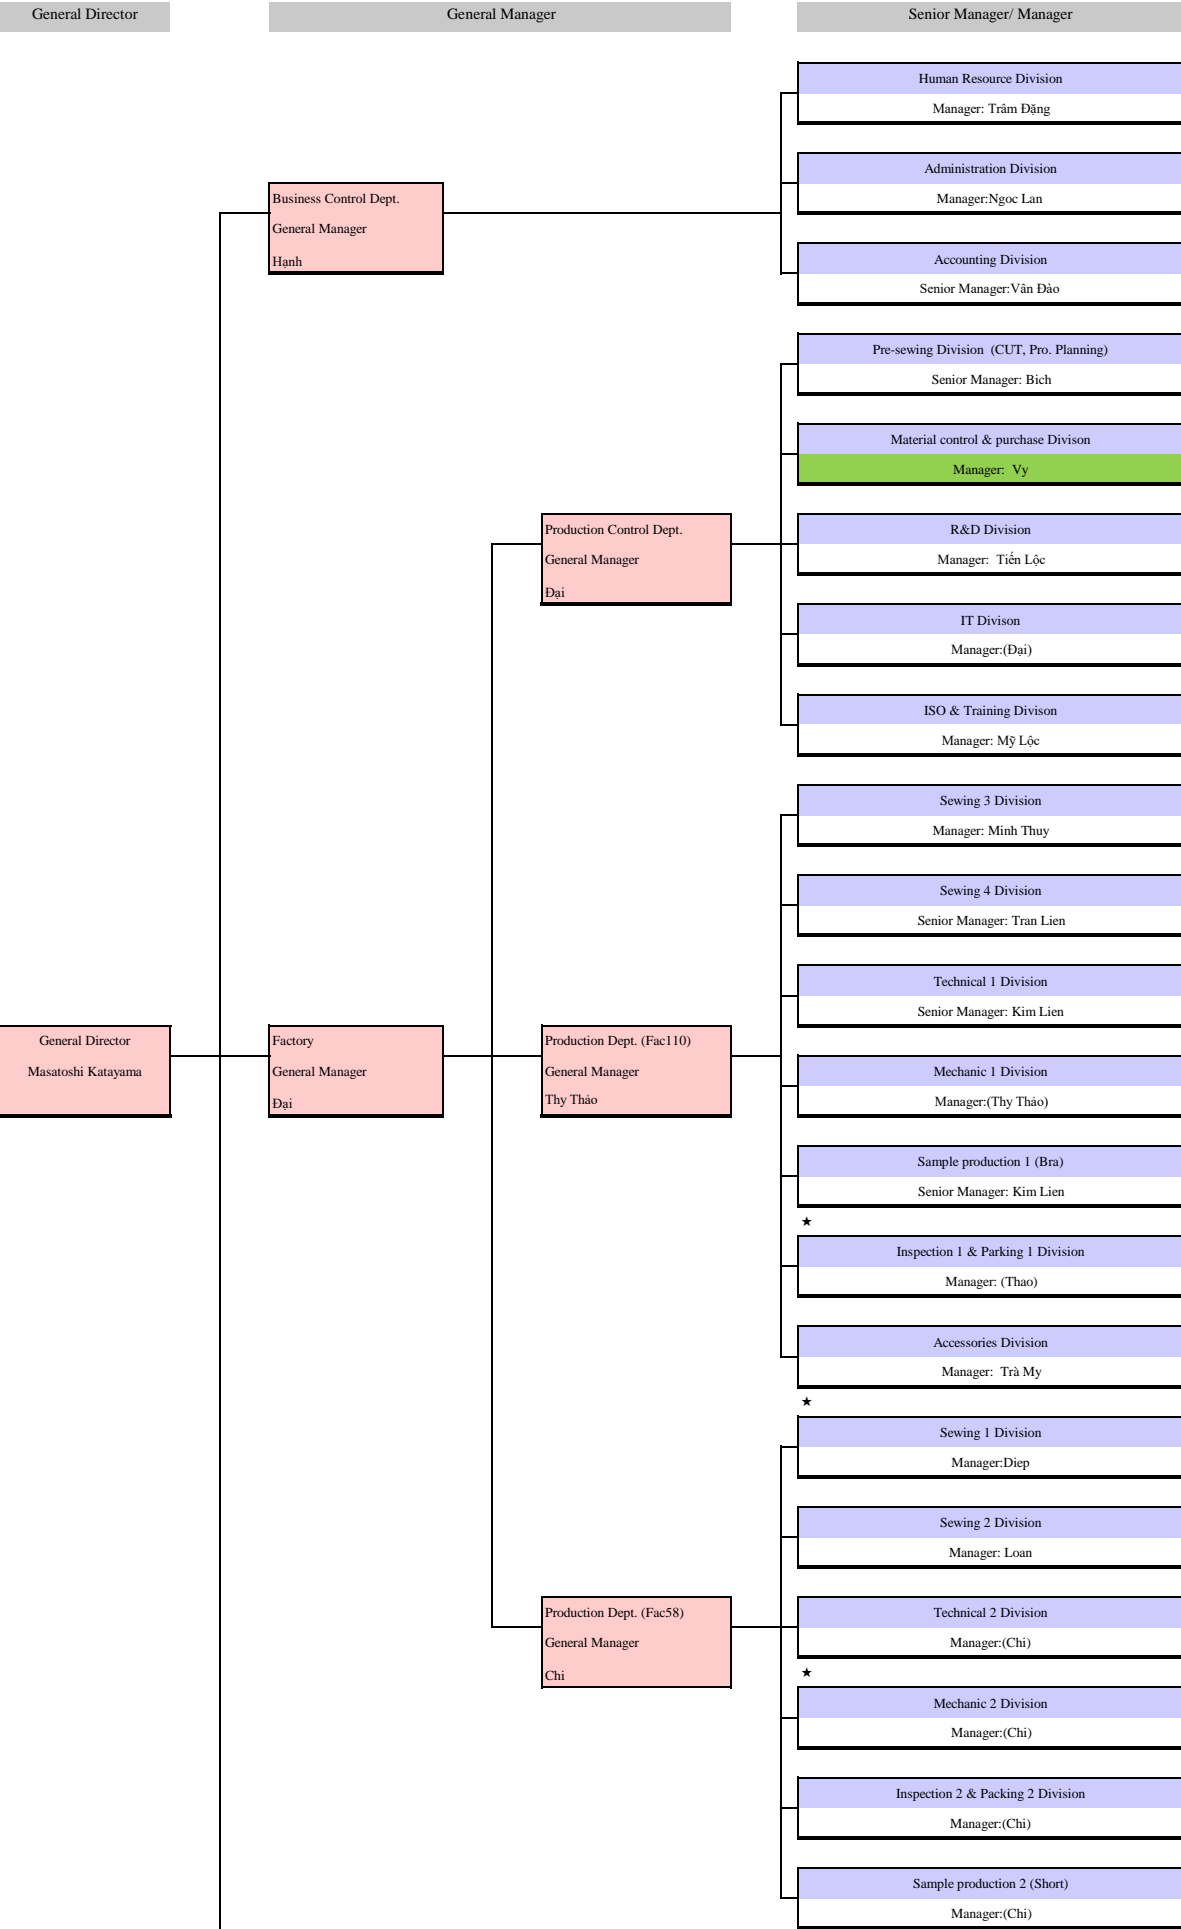 General Director
General Manager
Senior Manager/ Manager
Human Resource Division
Manager: Trâm Đặng
Administration Division
Manager:Ngoc Lan
Business Control Dept.
General Manager
Hạnh
Accounting Division
Senior Manager:Vân Đào
Pre-sewing Division (CUT, Pro. Planning)
Senior Manager: Bich
Material control & purchase Divison
Manager: Vy
Production Control Dept.
General Manager
Đại
R&D Division
Manager: Tiến Lộc
IT Divison
Manager:(Đại)
ISO & Training Divison
Manager: Mỹ Lộc
Sewing 3 Division
Manager: Minh Thuy
Sewing 4 Division
Senior Manager: Tran Lien
Technical 1 Division
Senior Manager: Kim Lien
General Director
Masatoshi Katayama
Factory
General Manager
Đại
Production Dept. (Fac110)
General Manager
Thy Thảo
Mechanic 1 Division
Manager:(Thy Thảo)
Sample production 1 (Bra)
Senior Manager: Kim Lien
★
Inspection 1 & Parking 1 Division
Manager: (Thao)
Accessories Division
Manager: Trà My
★
Sewing 1 Division
Manager:Diep
Sewing 2 Division
Manager: Loan
Production Dept. (Fac58)
General Manager
Chi
Technical 2 Division
Manager:(Chi)
★
Mechanic 2 Division
Manager:(Chi)
Inspection 2 & Packing 2 Division
Manager:(Chi)
Sample production 2 (Short)
Manager:(Chi)